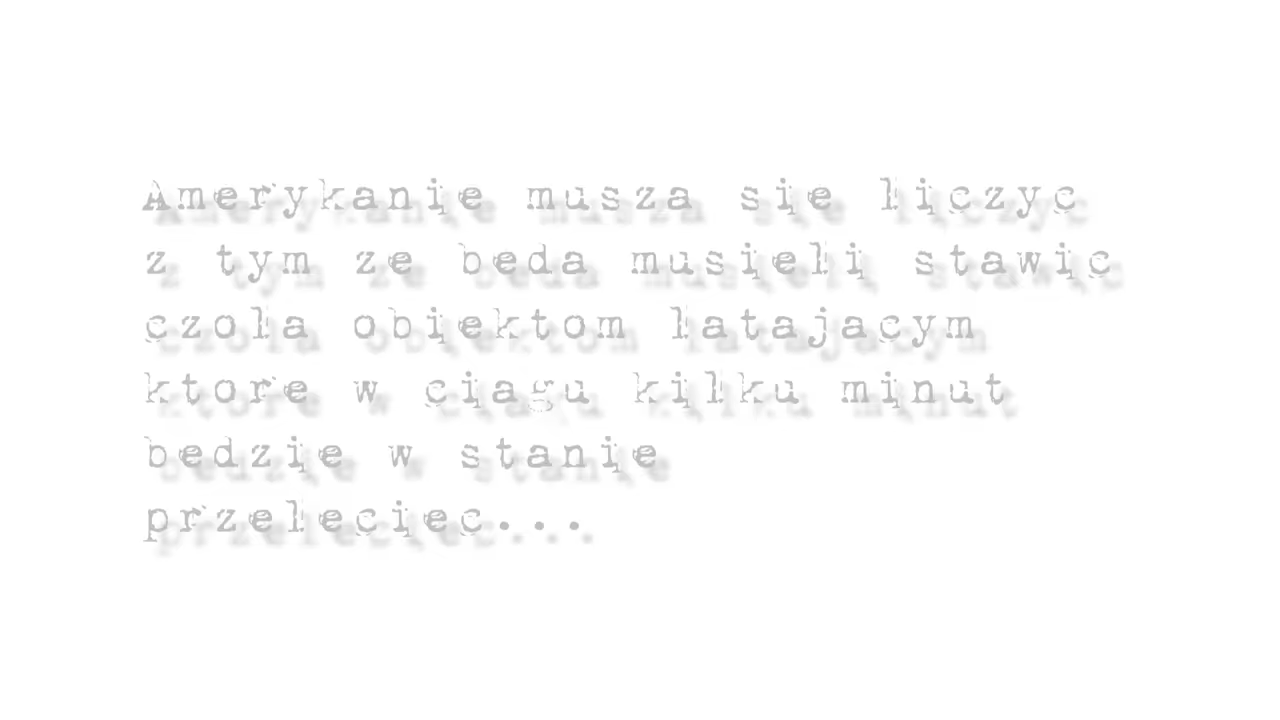 Amerykanie musza sie liczyc
z tym ze beda musieli stawic
czola obiektom latajacym
ktore w ciagu kilku minut
bedzie w stanie
przeleciec...